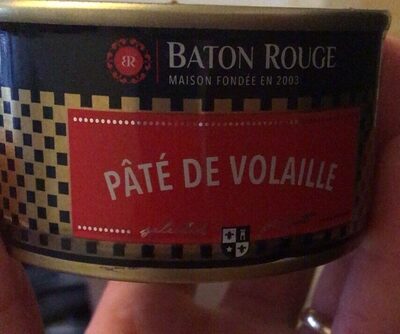 BR BATON ROUGE
MAISON FONDÉE EN 2003
PÂTÉ DE VOLAILLE